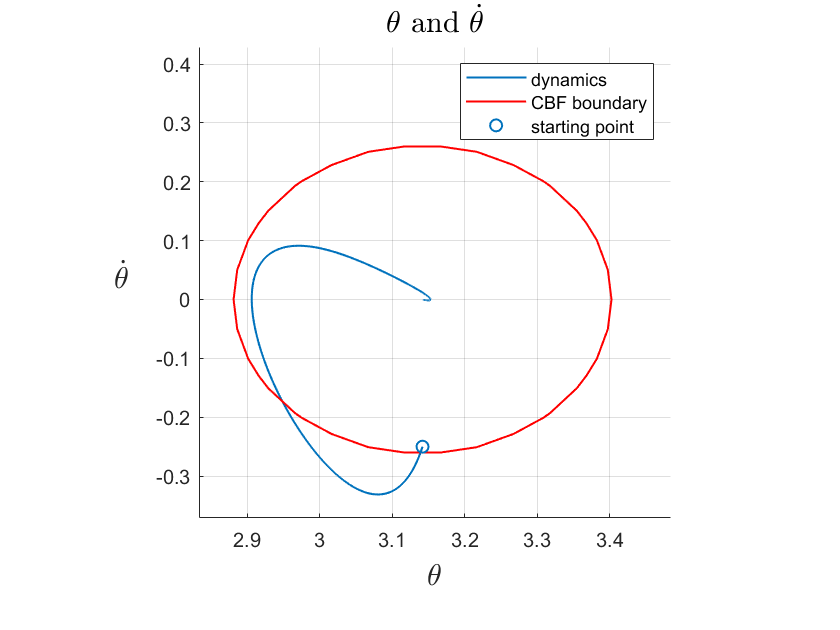 θ and θ̇
dynamics
CBF boundary
starting point
0.4
0.3
0.2
0.1
0
-0.1
-0.2
-0.3
θ̇
2.9 3 3.1 3.2 3.3 3.4
θ